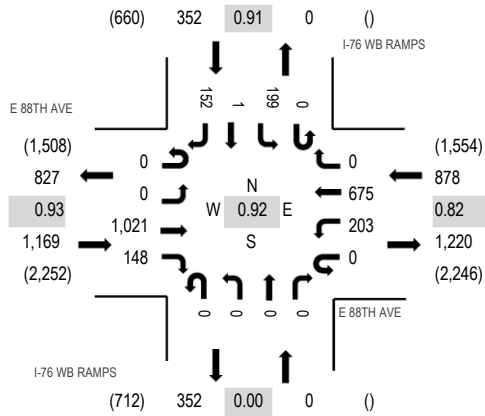 (660) 352 0.91 0 ()
I-76 WB RAMPS
152 1 199 0
E 88TH AVE
(1,508) (1,554)
0 0
827 878
0 N 675
0.93 W 0.92 E 0.82
1,021 203
1,169 S 1,220
148 0
(2,252) (2,246)
0 0 0 0
E 88TH AVE
I-76 WB RAMPS
(712) 352 0.00 0 ()